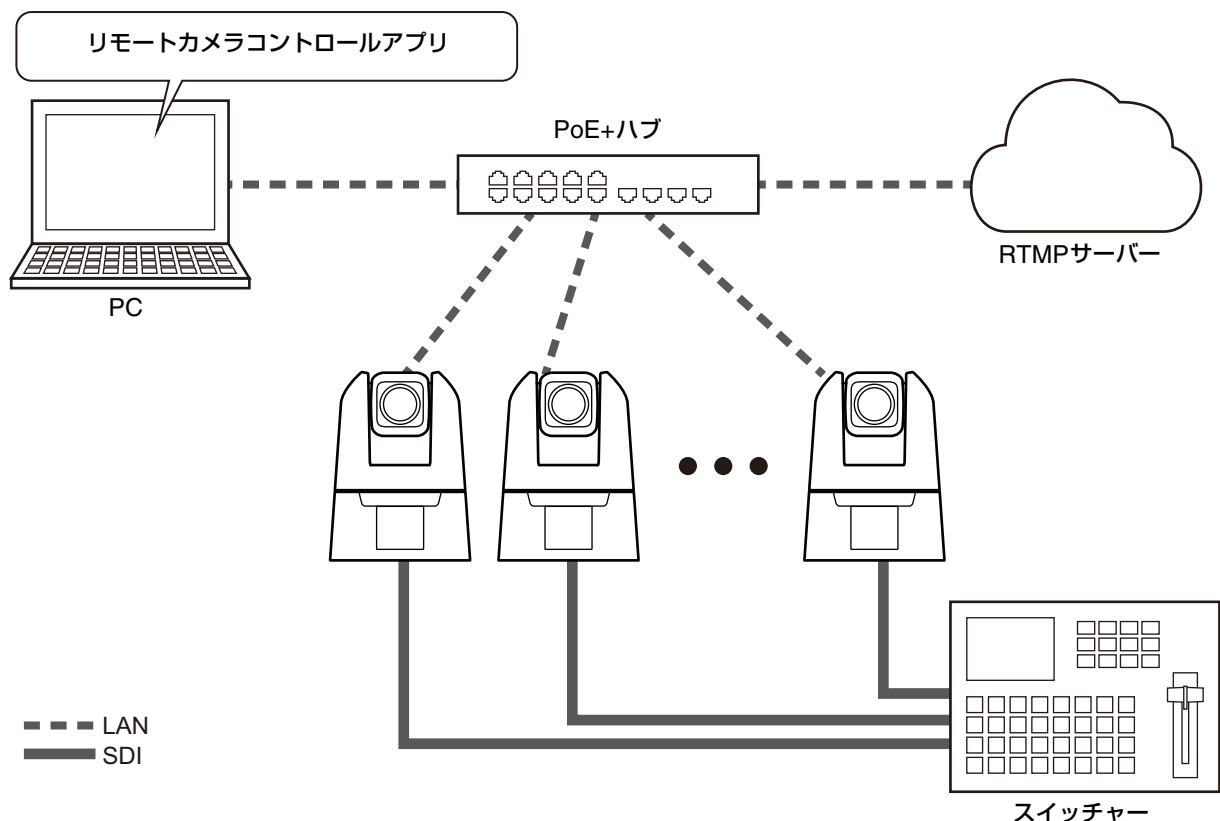 リモートカメラコントロールアプリ
PoE+ハブ
RTMPサーバー
PC
LAN
SDI
スイッチャー